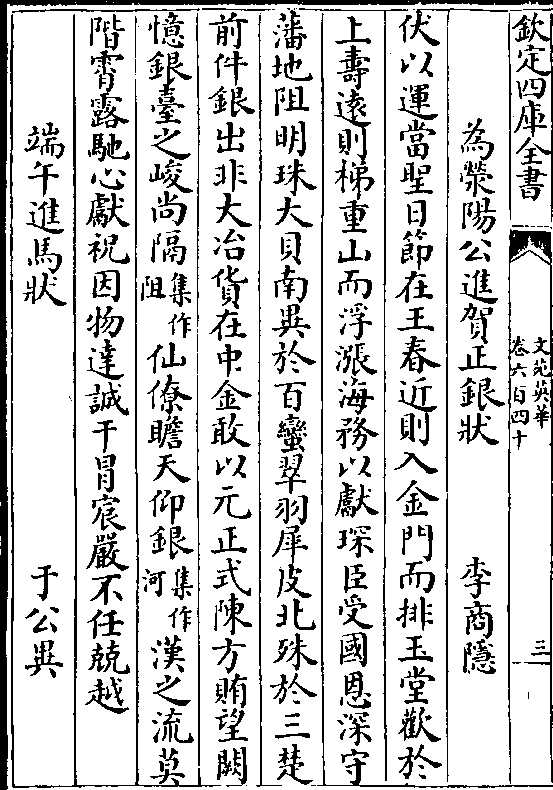 欽定四庫全書
文苑英華
卷六百四十
三
為滎陽公進賀正銀狀 李商隱
伏以運當聖日節在王春近則入金門而排玉堂歡於
上壽遠則梯重山而浮漲海務以獻琛臣受國恩深守
藩地阻明珠大貝南異於百蠻翠羽犀皮北殊於三楚
前件銀出非大冶貨在中金敢以元正式陳方賄望闕
憶銀臺之峻尚隔集作阻仙僚瞻天仰銀集作河漢之流莫
階霄露馳心獻祝因物達誠干冒宸嚴不任兢越
端午進馬狀 于公異